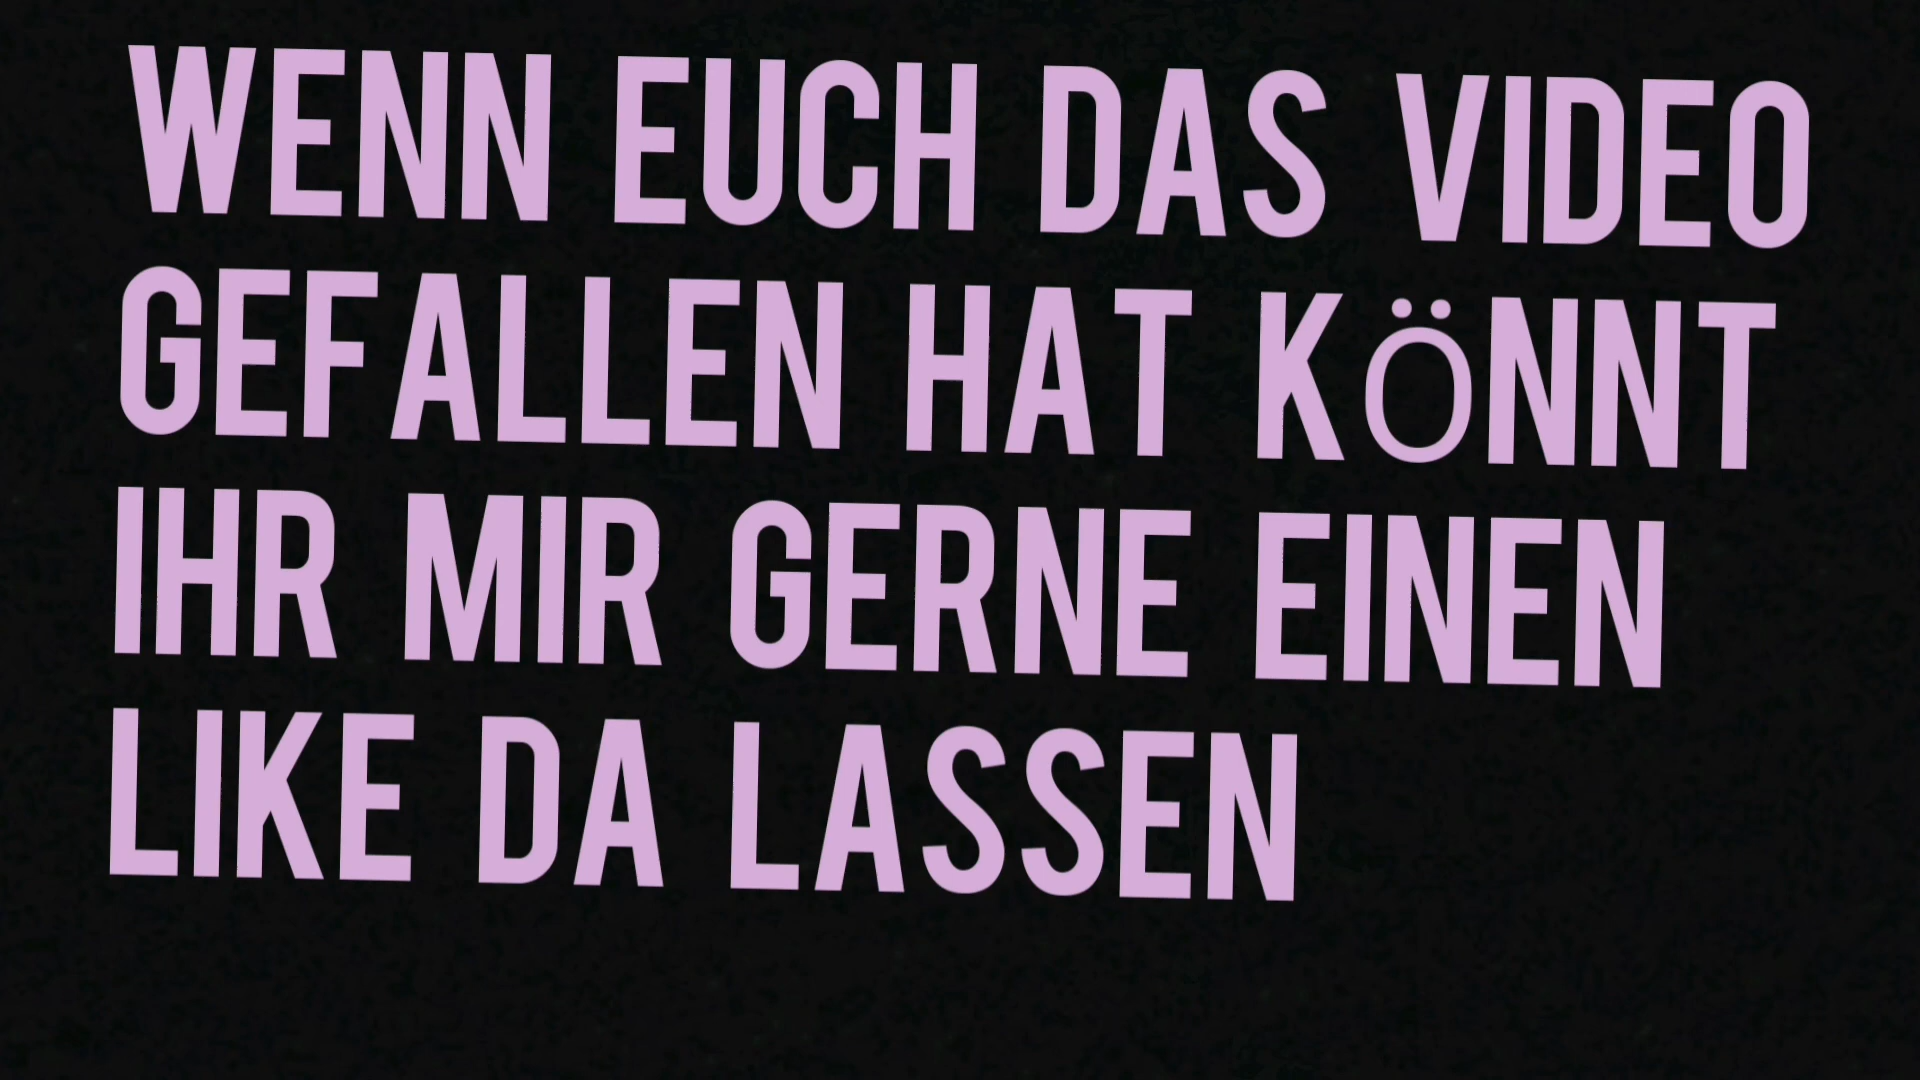 WENN EUCH DAS VIDEO
GEFALLEN HAT KÖNNT
IHR MIR GERNE EINEN
LIKE DA LASSEN